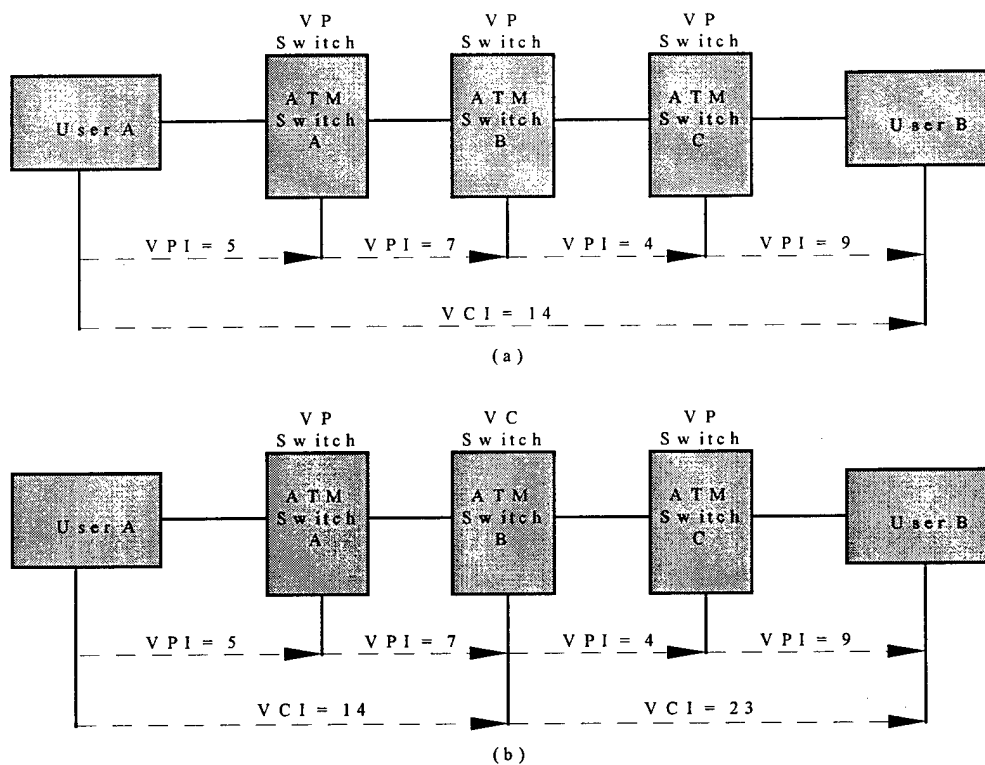 VP
Switch
VP
Switch
VP
Switch
User A
ATM
Switch
A
ATM
Switch
B
ATM
Switch
C
User B
VPI = 5
VPI = 7
VPI = 4
VPI = 9
VCI = 14
(a)
VP
Switch
VC
Switch
VP
Switch
User A
ATM
Switch
A
ATM
Switch
B
ATM
Switch
C
User B
VPI = 5
VPI = 7
VPI = 4
VPI = 9
VCI = 14
VCI = 23
(b)